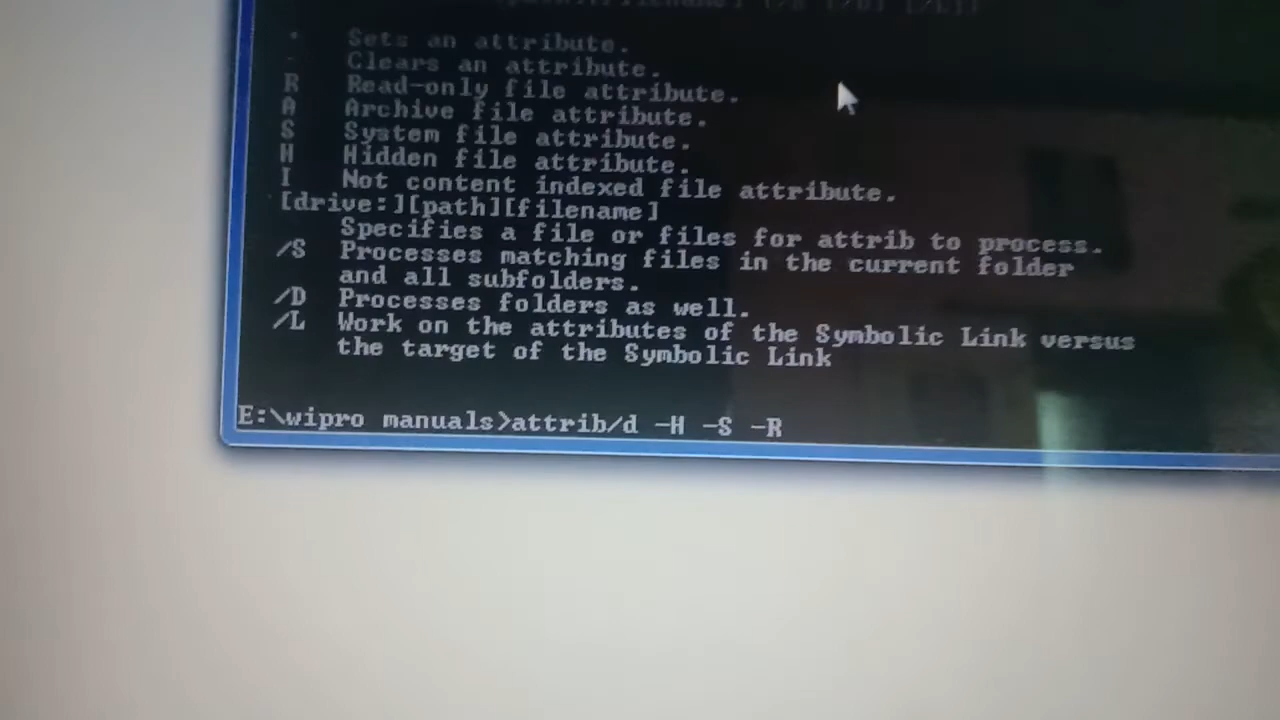 Sets an attribute.
- Clears an attribute.
R Read-only file attribute.
A Archive file attribute.
S System file attribute.
H Hidden file attribute.
I Not content indexed file attribute.
[drive:][path][filename]
Specifies a file or files for attrib to process.
/S Processes matching files in the current folder
and all subfolders.
/D Processes folders as well.
/L Work on the attributes of the Symbolic Link versus
the target of the Symbolic Link
E:\wipro manuals>attrib/d -H -S -R